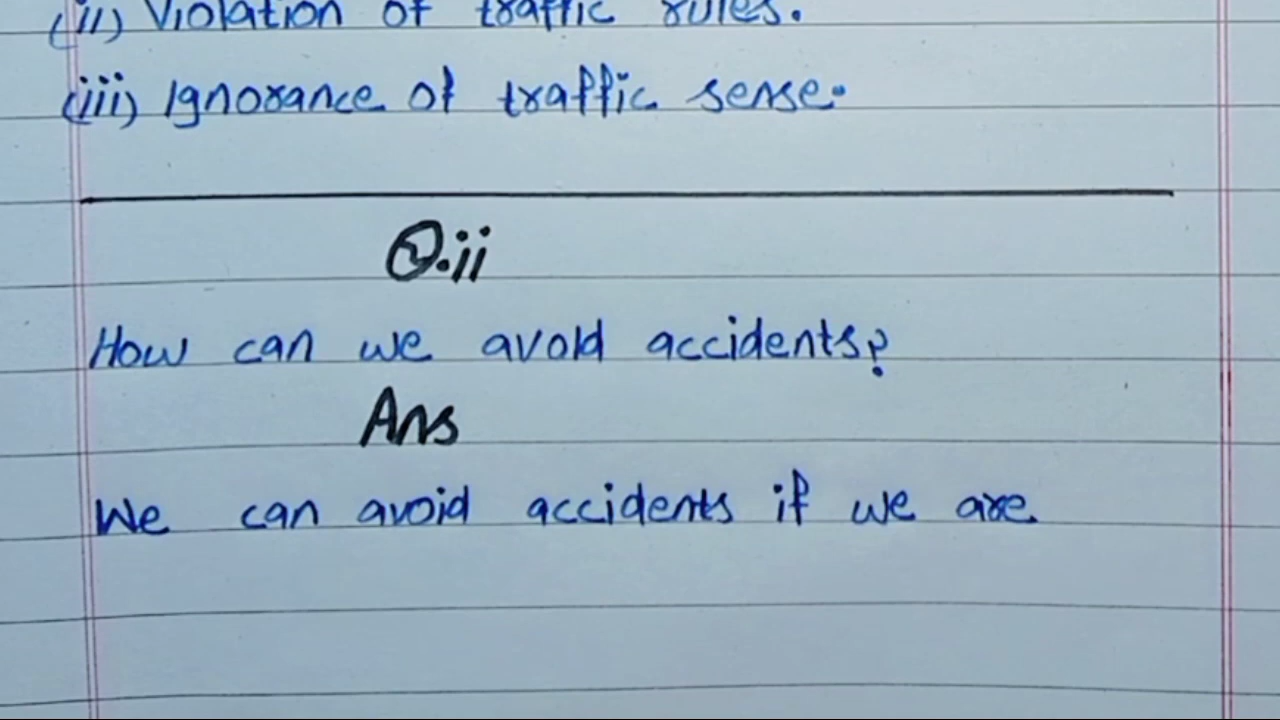 (ii) Violation of traffic rules.
(iii) Ignorance of traffic sense.
Q.ii
How can we avoid accidents?
Ans
We can avoid accidents if we are